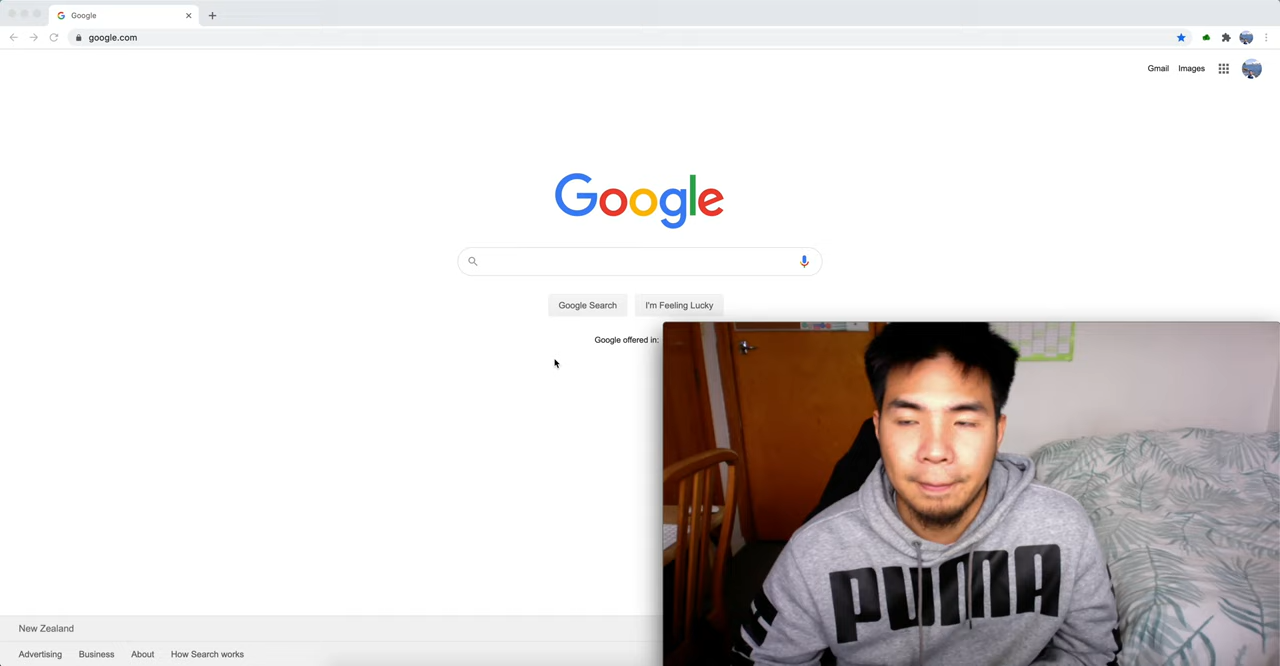 Google
google.com
Gmail Images
Google
Google Search I'm Feeling Lucky
Google offered in:
PUMA
New Zealand
Advertising Business About How Search works